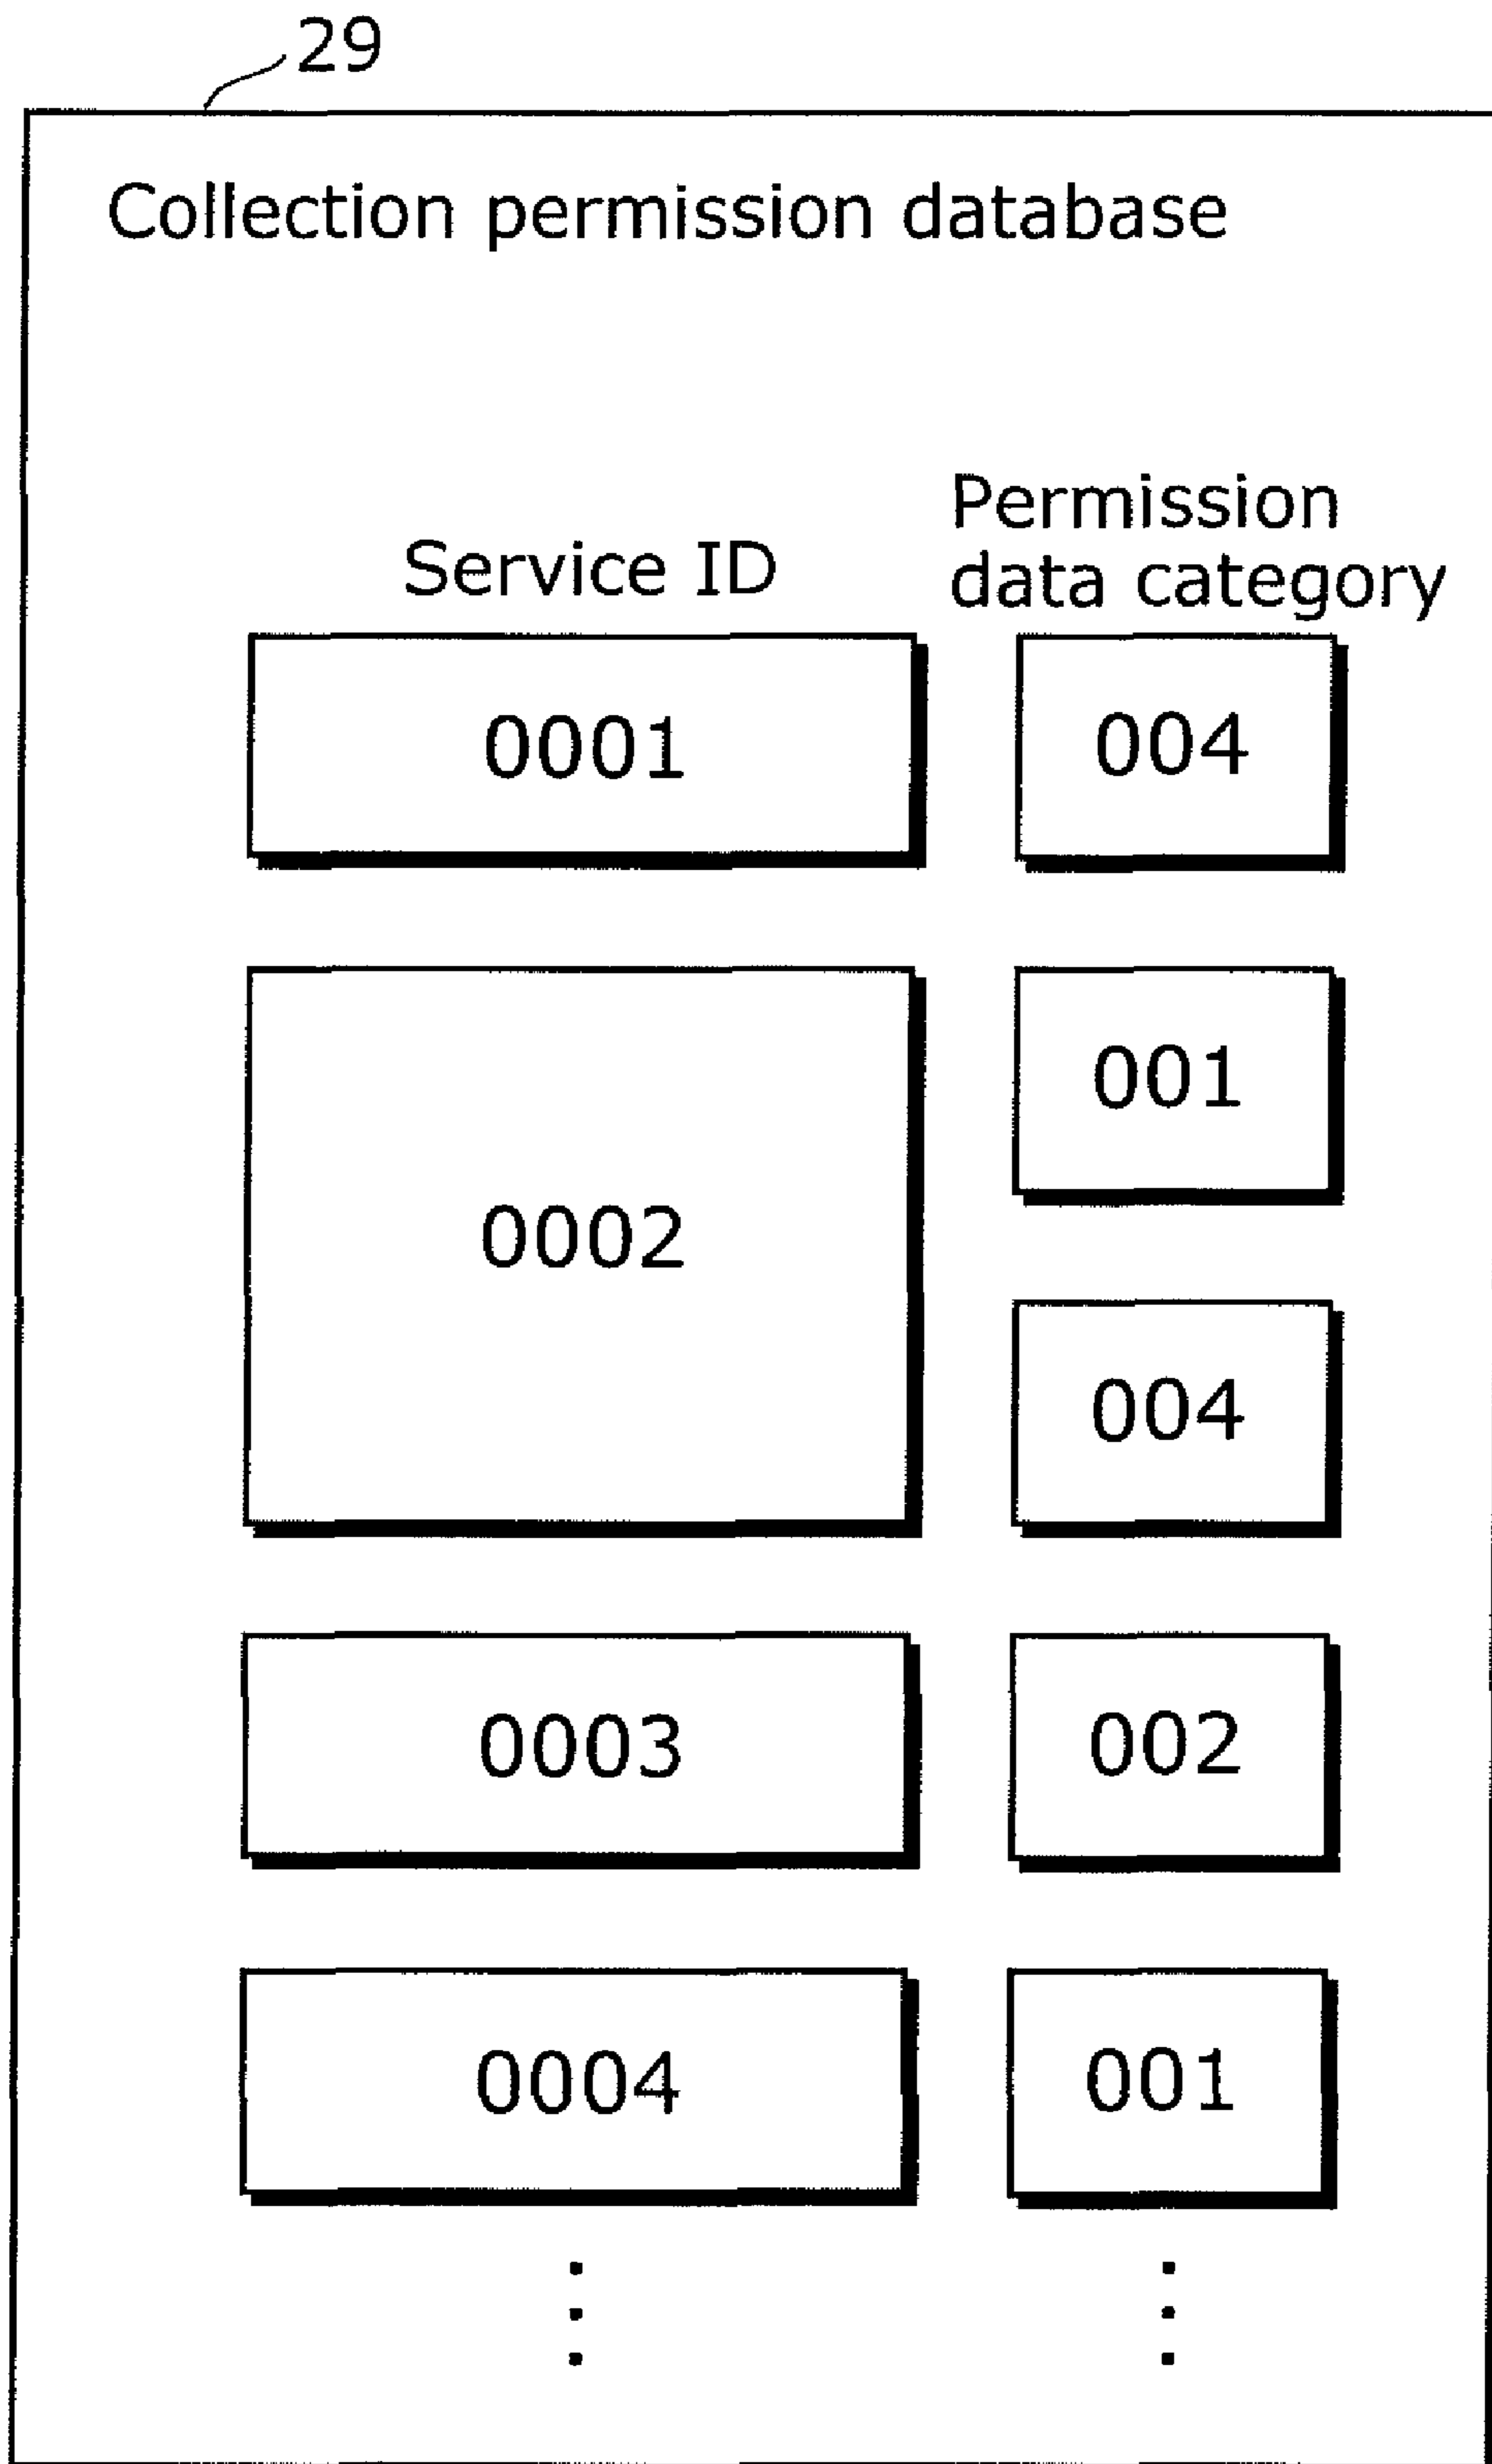 29
Collection permission database
Permission
Service ID
data category
0001 004
001
0002
004
0003 002
0004 001